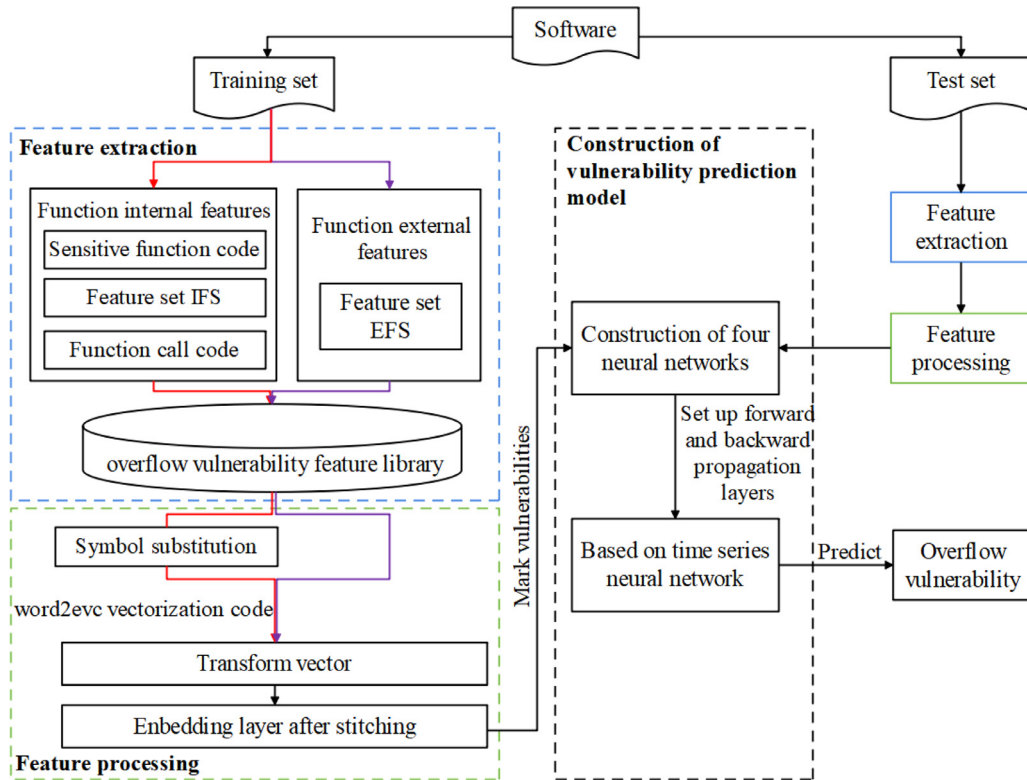 Software
Training set
Test set
Feature extraction
Function internal features
Sensitive function code
Feature set IFS
Function call code
Function external
features
Feature set
EFS
overflow vulnerability feature library
Symbol substitution
word2evc vectorization code
Transform vector
Enbedding layer after stitching
Feature processing
Mark vulnerabilities
Construction of
vulnerability prediction
model
Construction of four
neural networks
Set up forward
and backward
propagation
layers
Based on time series
neural network
Predict
Feature
extraction
Feature
processing
Overflow
vulnerability